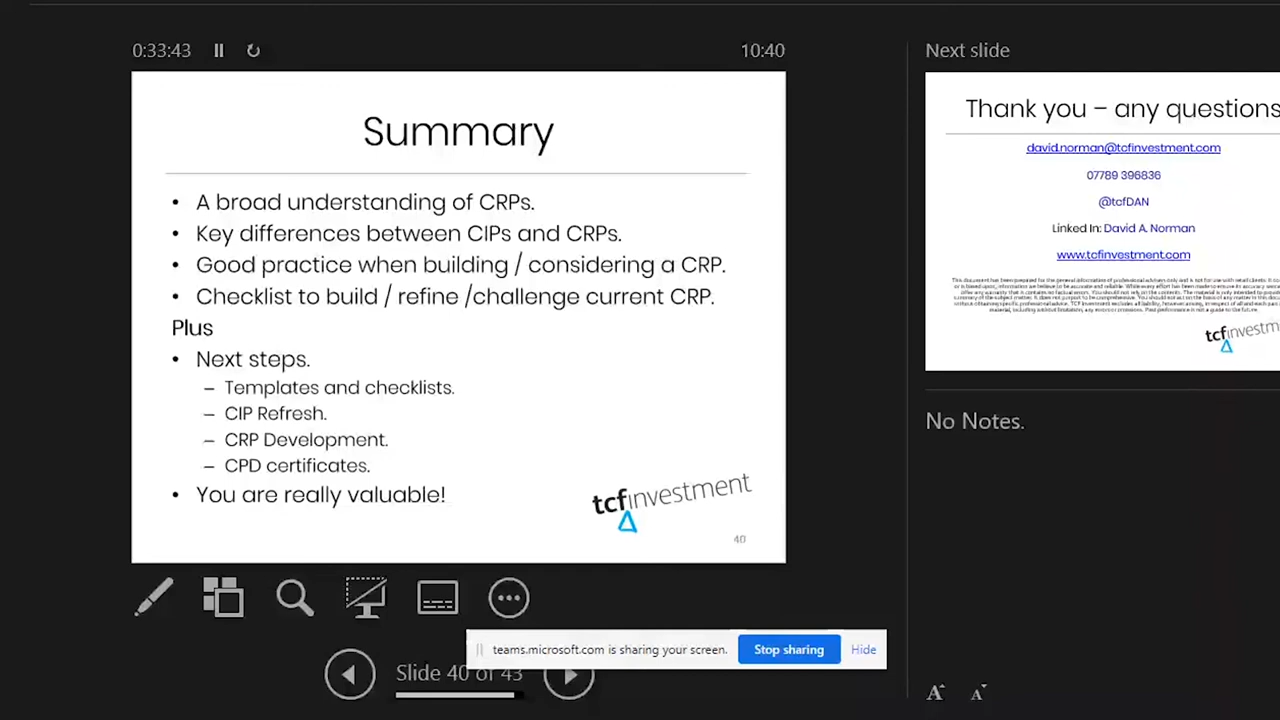 0:33:43
10:40
Next slide
Summary
• A broad understanding of CRPs.
• Key differences between CIPs and CRPs.
• Good practice when building / considering a CRP.
• Checklist to build / refine /challenge current CRP.
Plus
• Next steps.
– Templates and checklists.
– CIP Refresh.
– CRP Development.
– CPD certificates.
• You are really valuable!
tcfinvestment
40
Thank you – any questions
david.norman@tcfinvestment.com
07789 396836
@tcfDAN
Linked In: David A. Norman
www.tcfinvestment.com
tcfinvestm
No Notes.
teams.microsoft.com is sharing your screen.
Stop sharing
Hide
Slide 40 of 43
A A